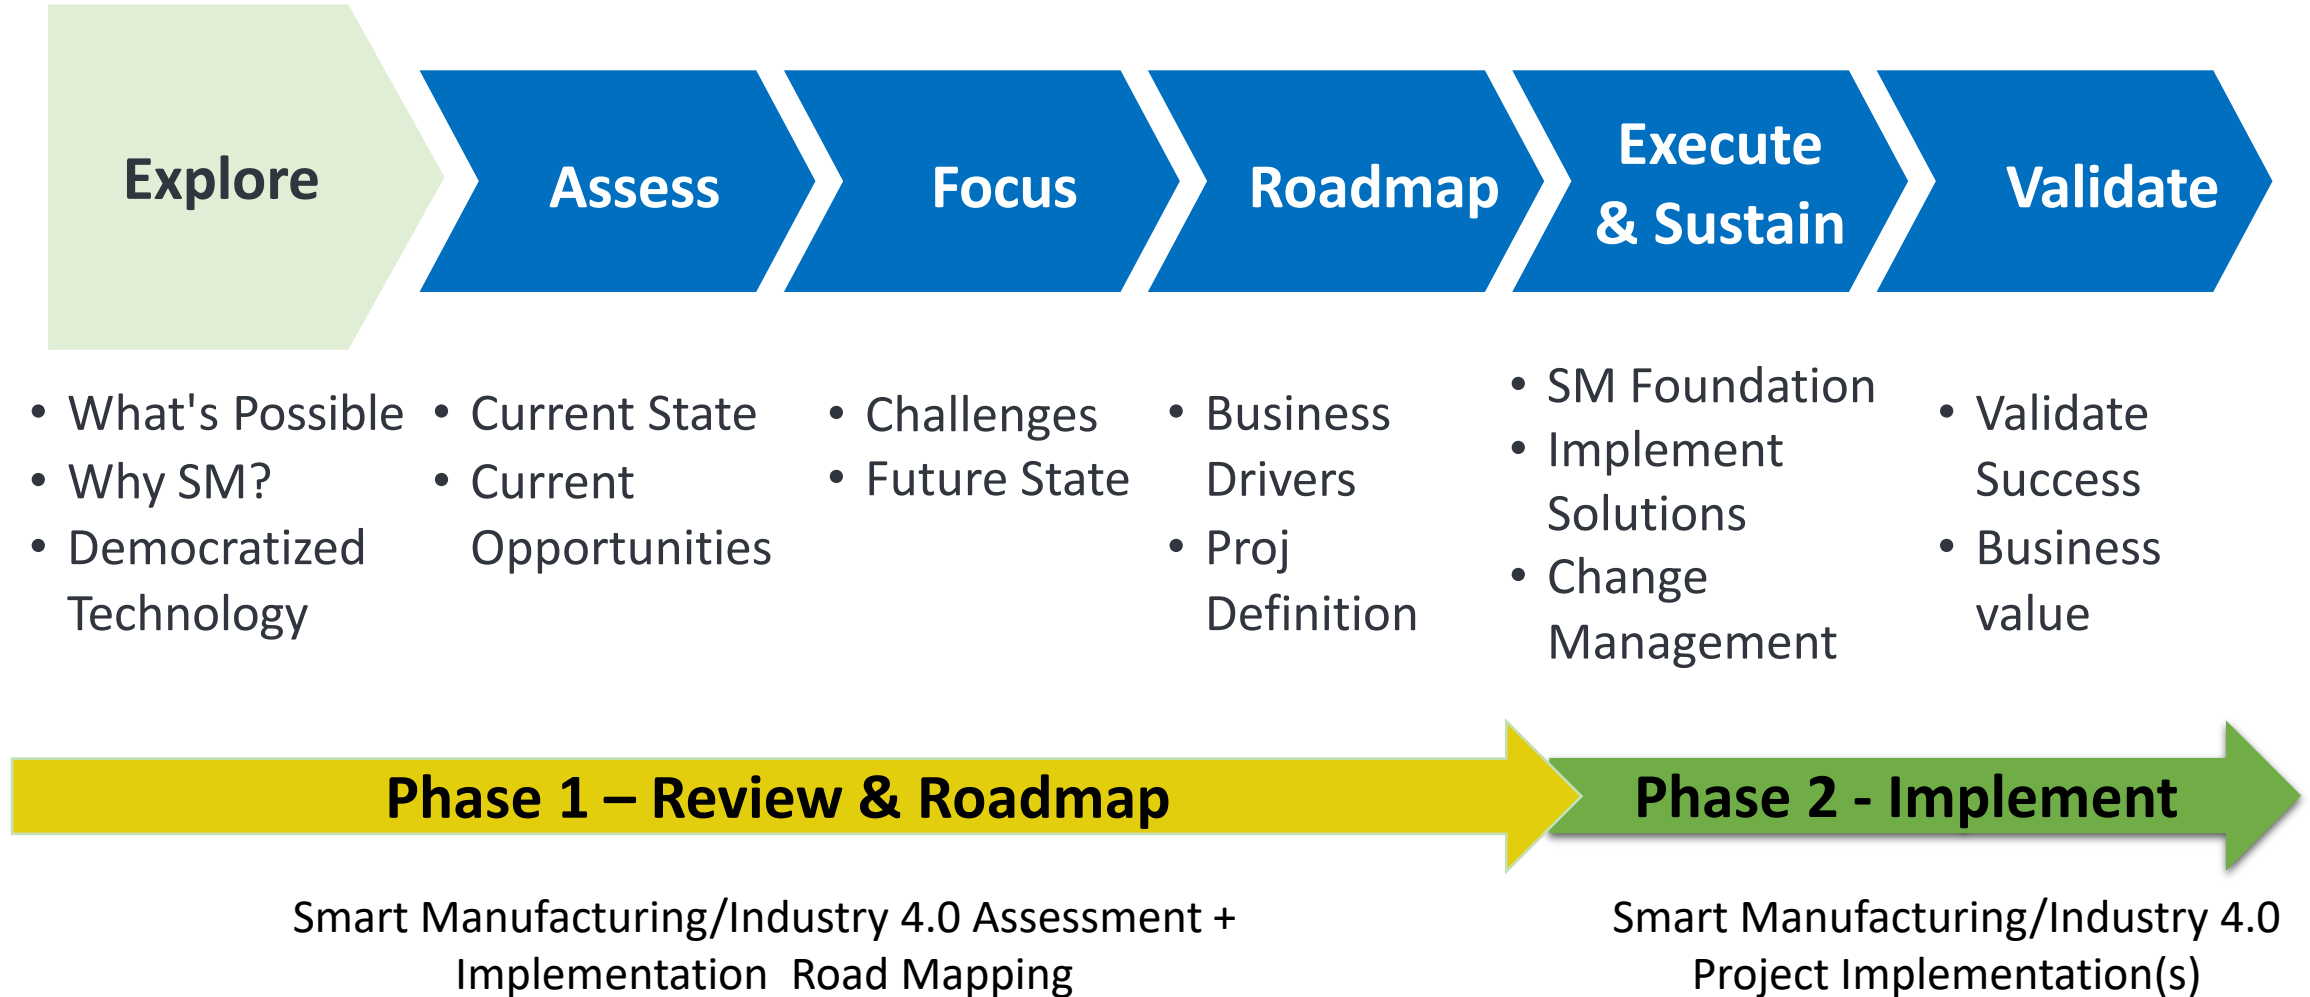 Explore
Assess
Focus
Roadmap
Execute
& Sustain
Validate
• What's Possible
• Why SM?
• Democratized
Technology
• Current State
• Current
Opportunities
• Challenges
• Future State
• Business
Drivers
• Proj
Definition
• SM Foundation
• Implement
Solutions
• Change
Management
• Validate
Success
• Business
value
Phase 1 – Review & Roadmap
Phase 2 - Implement
Smart Manufacturing/Industry 4.0 Assessment +
Implementation Road Mapping
Smart Manufacturing/Industry 4.0
Project Implementation(s)